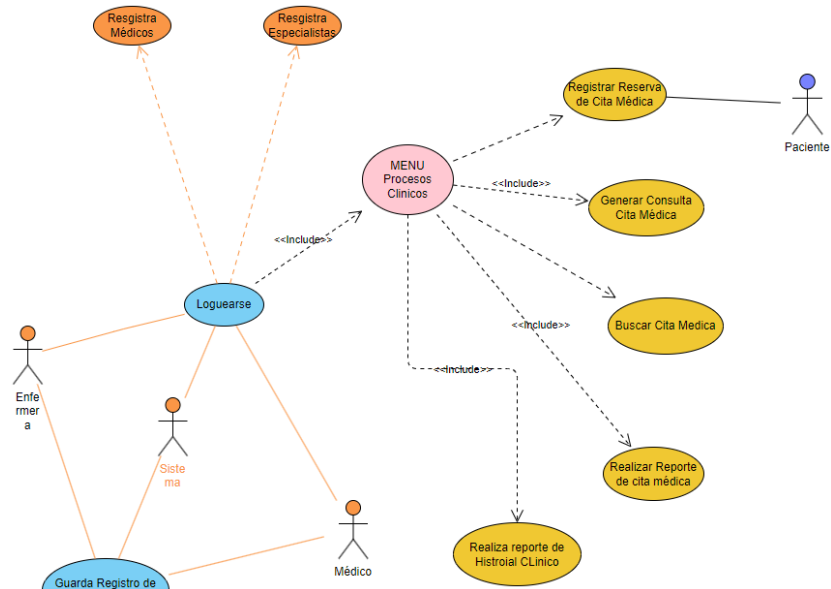 Resgistra
Médicos
Resgistra
Especialistas
Registrar Reserva
de Cita Médica
Paciente
MENU
Procesos
Clinicos
<<Include>>
Generar Consulta
Cita Médica
<<Include>>
Loguearse
Buscar Cita Medica
<<Include>>
<<Include>>
Enfe
rmer
a
Siste
ma
Realizar Reporte
de cita médica
Médico
Realiza reporte de
Histroial CLinico
Guarda Registro de